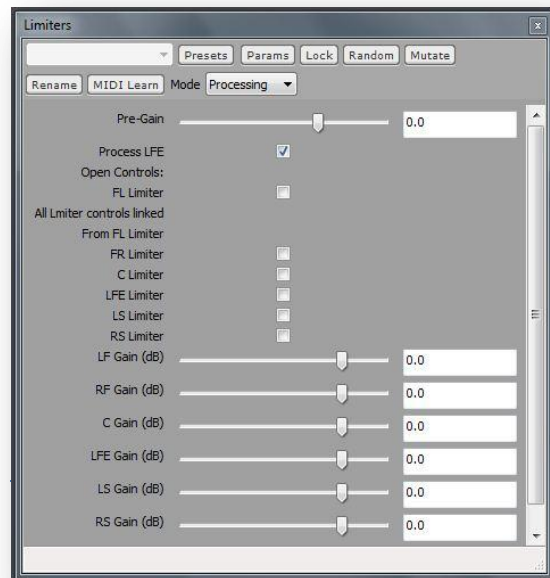 Limiters
Presets Params Lock Random Mutate
Rename MIDI Learn Mode Processing
Pre-Gain 0.0
Process LFE
Open Controls:
FL Limiter
All Lmiter controls linked
From FL Limiter
FR Limiter
C Limiter
LFE Limiter
LS Limiter
RS Limiter
LF Gain (dB) 0.0
RF Gain (dB) 0.0
C Gain (dB) 0.0
LFE Gain (dB) 0.0
LS Gain (dB) 0.0
RS Gain (dB) 0.0